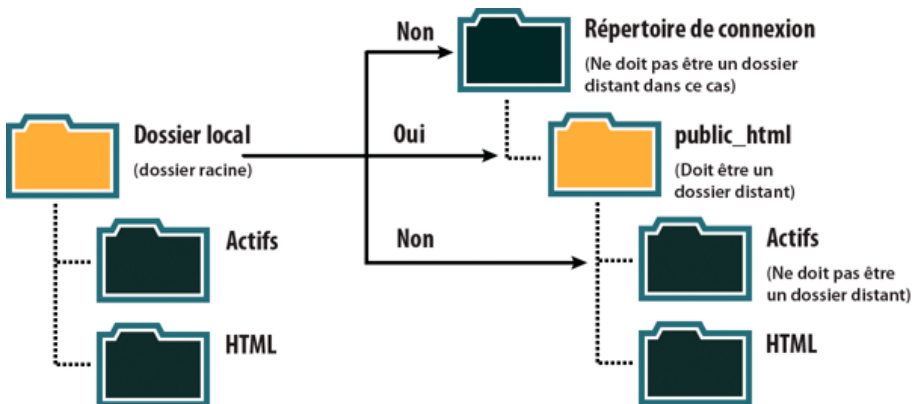 Non
Répertoire de connexion
(Ne doit pas être un dossier
distant dans ce cas)
Dossier local
(dossier racine)
Oui
public_html
(Doit être un
dossier distant)
Actifs
Non
Actifs
(Ne doit pas être
un dossier distant)
HTML
HTML